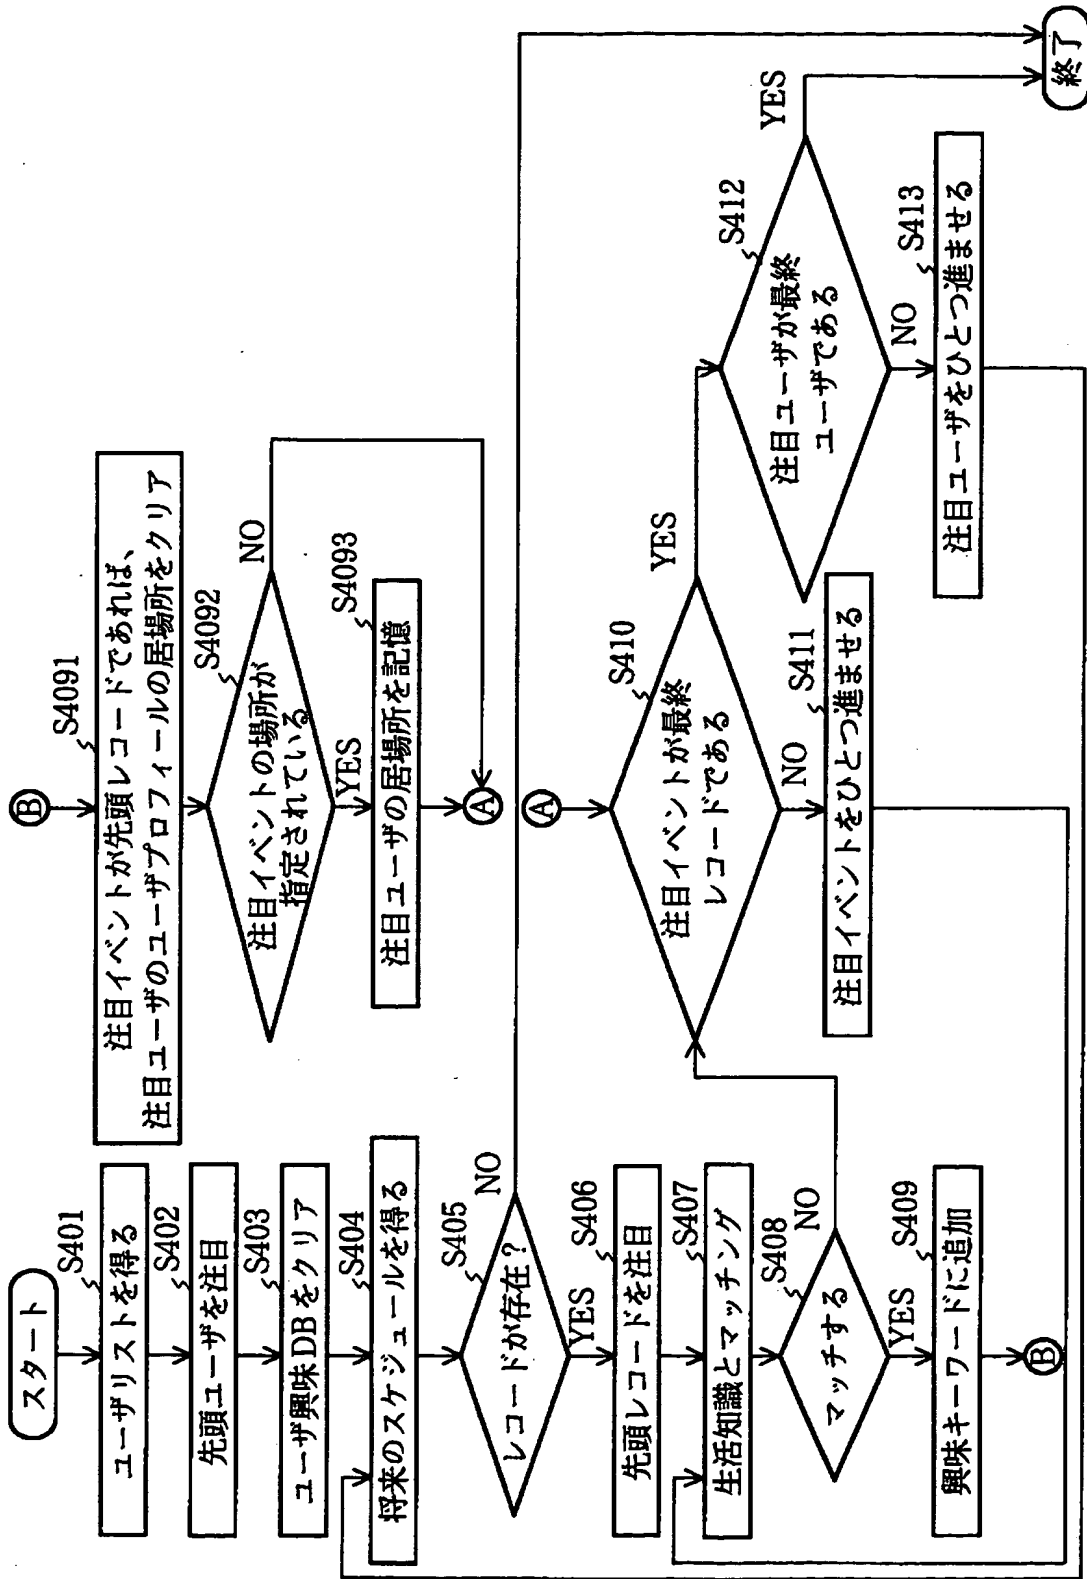 スタート
S401
ユーザリストを得る
S402
先頭ユーザを注目
S403
ユーザ興味DBをクリア
S404
将来のスケジュールを得る
S405
レコードが存在?
NO
YES
S406
先頭レコードを注目
S407
生活知識とマッチング
S408
マッチする
NO
YES
S409
興味キーワードに追加
B
B
S4091
注目イベントが先頭レコードであれば、
注目ユーザのユーザプロフィールの居場所をクリア
S4092
注目イベントの場所が
指定されている
NO
YES
S4093
注目ユーザの居場所を記憶
A
A
S410
注目イベントが最終
レコードである
YES
NO
S411
注目イベントをひとつ進ませる
S412
注目ユーザが最終
ユーザである
YES
NO
S413
注目ユーザをひとつ進ませる
終了